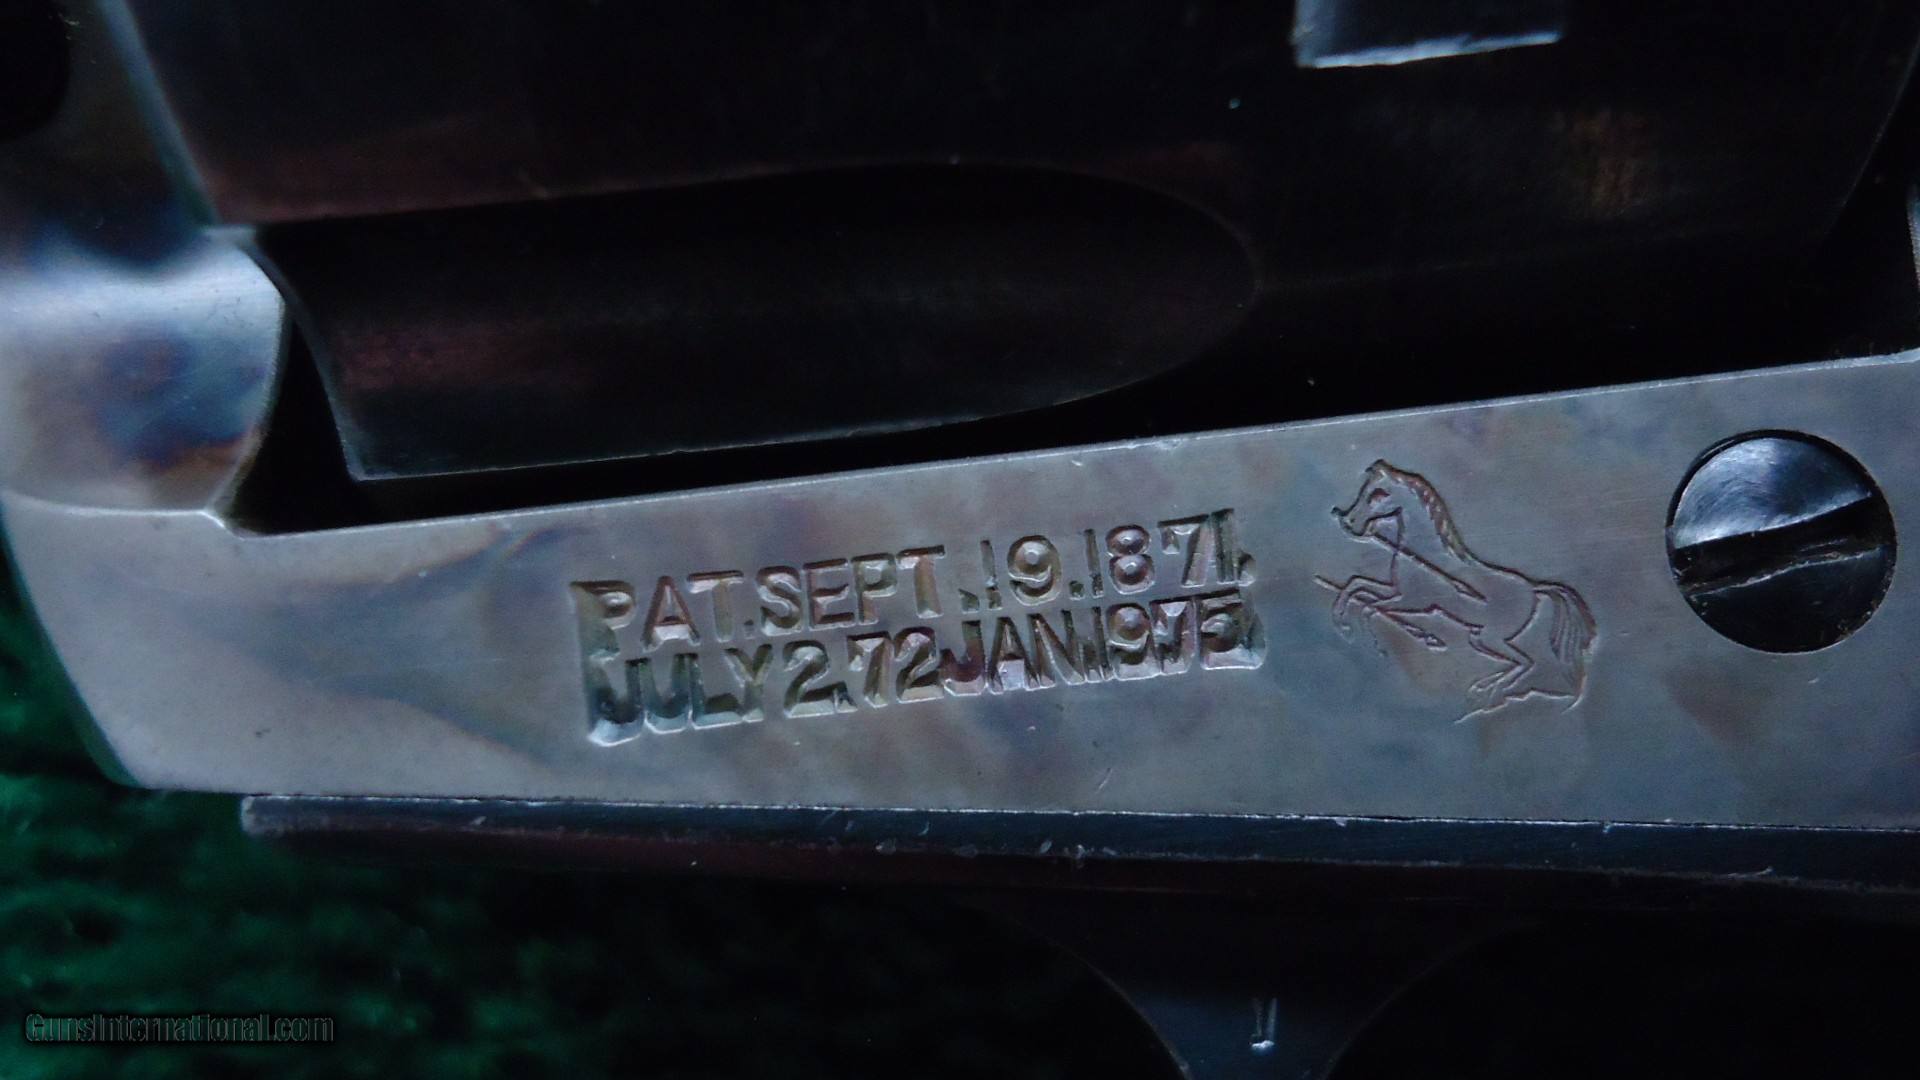 PAT.SEPT.19.1871.
JULY 2.72 JAN.19 75
GunsInternational.com